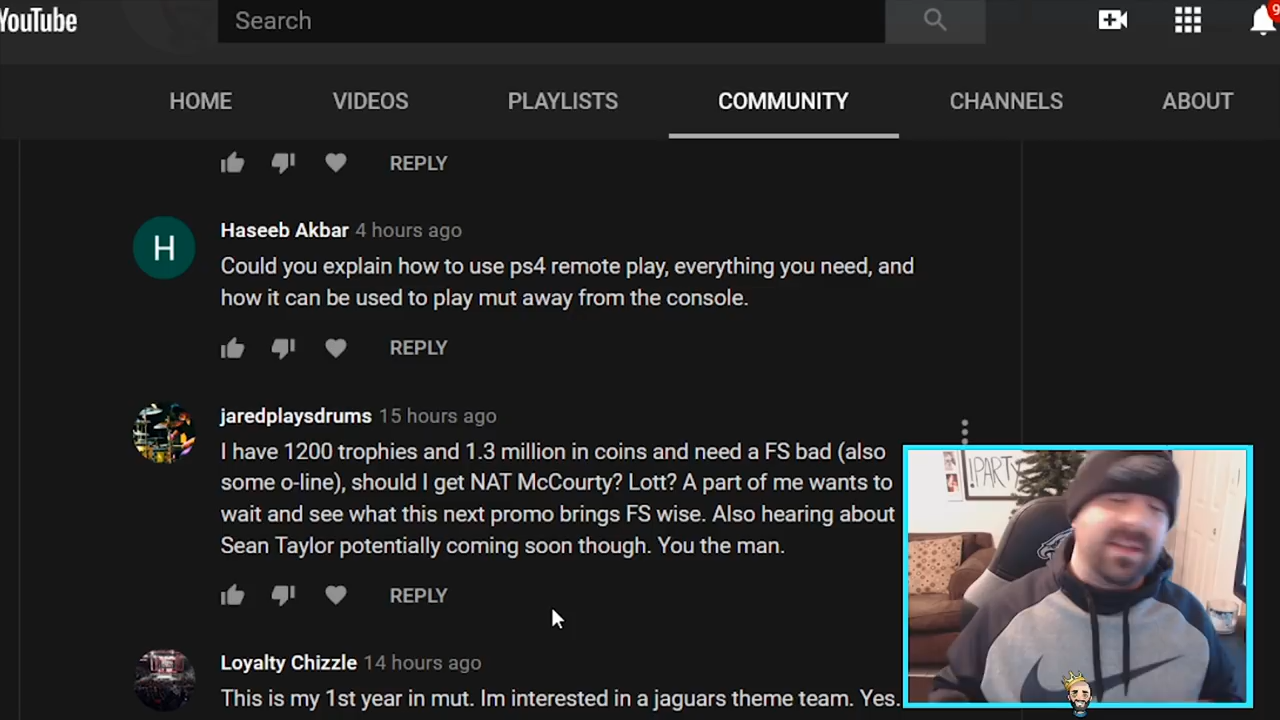 YouTube
Search
9
HOME VIDEOS PLAYLISTS COMMUNITY CHANNELS ABOUT
REPLY
H
Haseeb Akbar 4 hours ago
Could you explain how to use ps4 remote play, everything you need, and
how it can be used to play mut away from the console.
REPLY
jaredplaysdrums 15 hours ago
I have 1200 trophies and 1.3 million in coins and need a FS bad (also
some o-line), should I get NAT McCourty? Lott? A part of me wants to
wait and see what this next promo brings FS wise. Also hearing about
Sean Taylor potentially coming soon though. You the man.
!PARTY
REPLY
Loyalty Chizzle 14 hours ago
This is my 1st year in mut. Im interested in a jaguars theme team. Yes.